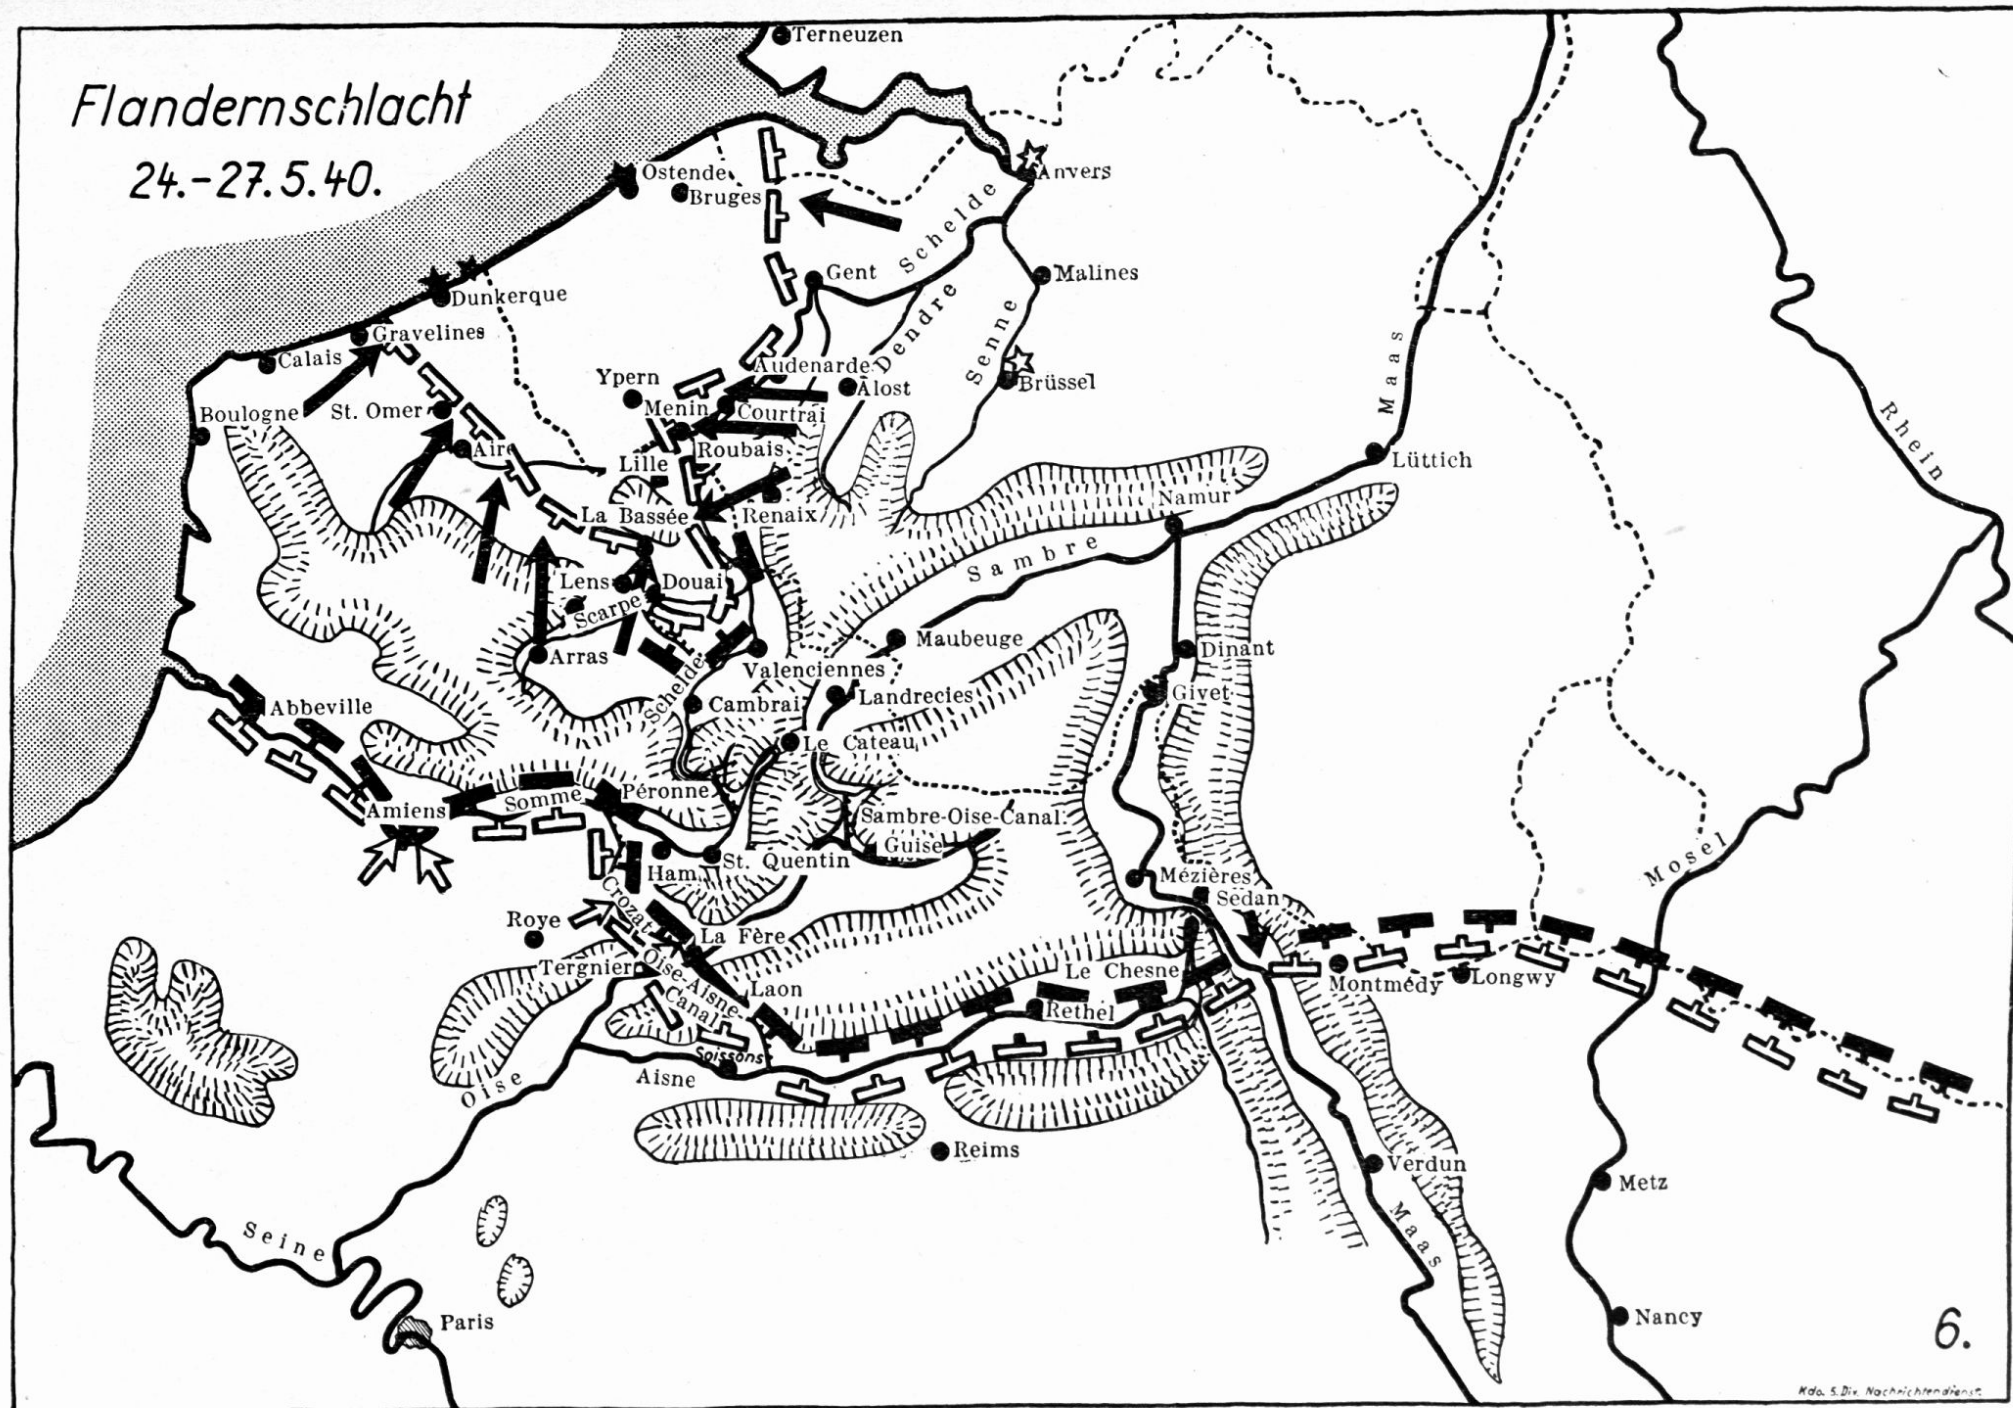 Flandernschlacht
24.-27.5.40.
Terneuzen
Ostende
Bruges
Anvers
Schelde
Gent
Malines
Dunkerque
Dendre
Senne
Gravelines
Calais
Maas
Audenarde
Alost
Brüssel
Ypern
Menin
Courtrai
Boulogne
St. Omer
Aire
Roubais
Lille
Lüttich
Rhein
La Bassée
Renaix
Namur
Sambre
Lens
Douai
Scarpe
Maubeuge
Dinant
Arras
Valenciennes
Schelde
Landrecies
Givet
Abbeville
Cambrai
Le Cateau
Somme
Péronne
Amiens
Sambre-Oise-Canal
Guise
St. Quentin
Ham
Mosel
Mézières
Sedan
Crozat
Roye
La Fère
Tergnier
Oise-Aisne
Canal
Laon
Le Chesne
Montmédy
Longwy
Rethel
Soissons
Aisne
Oise
Reims
Verdun
Metz
Maas
Seine
Paris
Nancy
6.
Kdo. 5. Div. Nachrichtendienst.